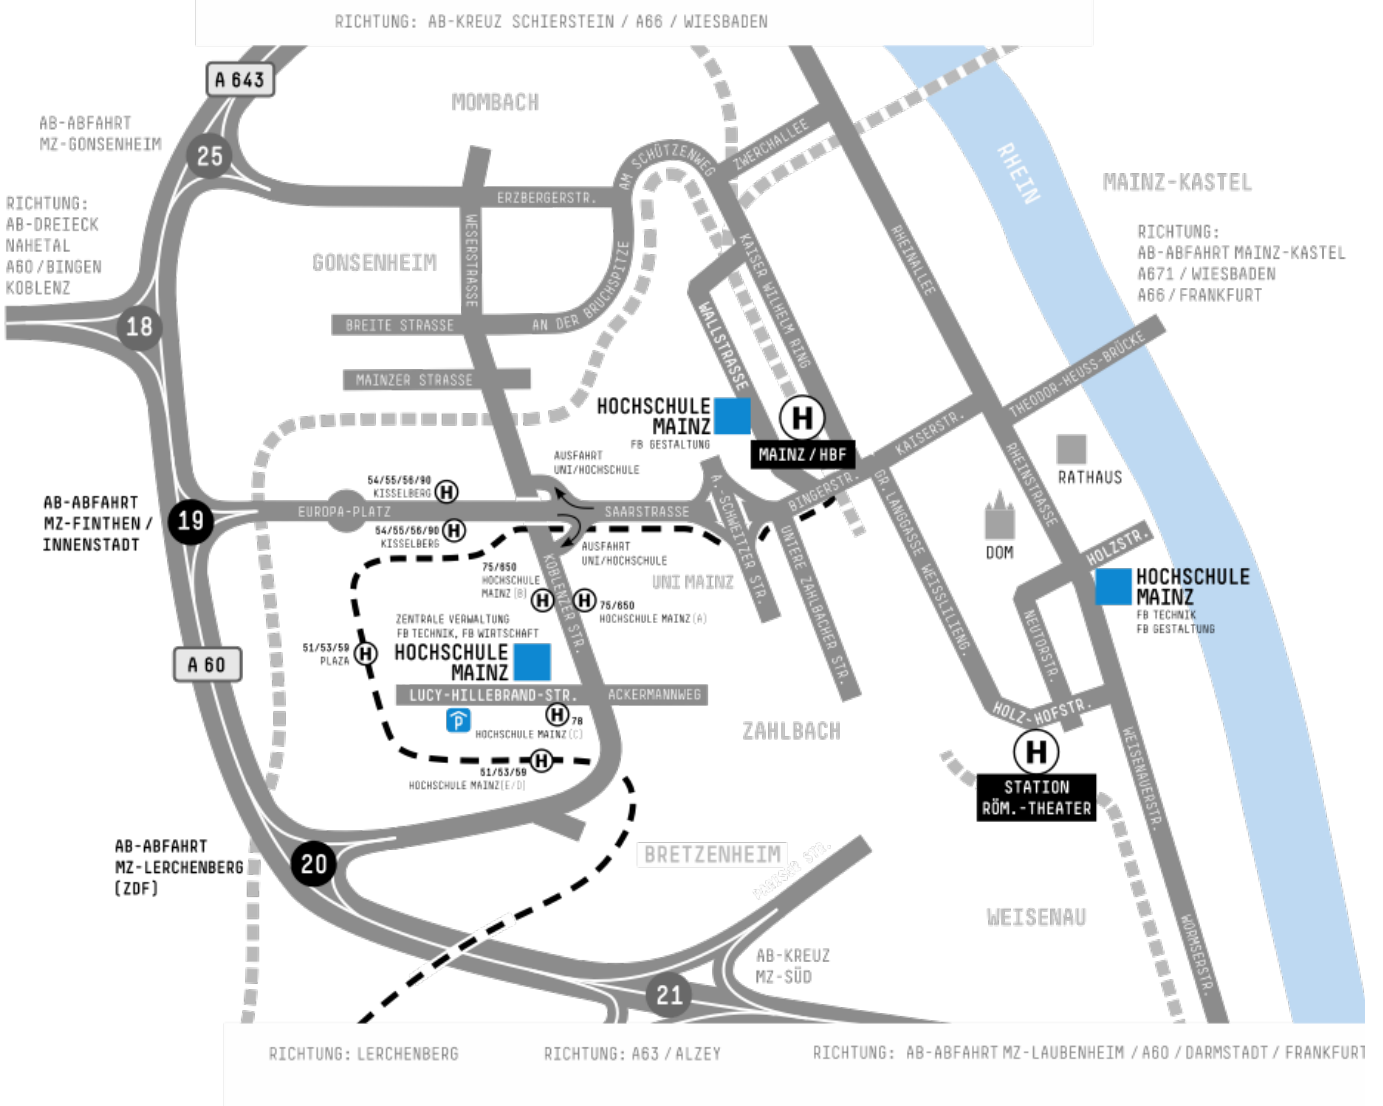 RICHTUNG: AB-KREUZ SCHIERSTEIN / A66 / WIESBADEN
A 643
MOMBACH
AB-ABFAHRT
MZ-GONSENHEIM
25
ZWERCHALLEE
AM SCHÜTZENWEG
RHEIN
MAINZ-KASTEL
ERZBERGERSTR.
RICHTUNG:
AB-DREIECK
NAHETAL
A60/BINGEN
KOBLENZ
RICHTUNG:
AB-ABFAHRT MAINZ-KASTEL
A671 / WIESBADEN
A66 / FRANKFURT
WESERSTRASSE
GONSENHEIM
RHEINALLEE
KAISER WILHELM RING
18
BREITE STRASSE
AN DER BRUCHSPITZE
WALLSTRASSE
THEODOR-HEUSS-BRÜCKE
MAINZER STRASSE
HOCHSCHULE
MAINZ
FB GESTALTUNG
H
MAINZ/HBF
KAISERSTR.
RHEINSTRASSE
RATHAUS
AUSFAHRT
UNI/HOCHSCHULE
54/55/56/90
KISSELBERG
H
A.-SCHWEITZER STR.
BINGERSTR.
GR. LANGGASSE WEISSLILIENG.
AB-ABFAHRT
MZ-FINTHEN /
INNENSTADT
19
EUROPA-PLATZ
SAARSTRASSE
54/55/56/90
KISSELBERG
H
UNTERE ZAHLBACHER STR.
DOM
HOLZSTR.
AUSFAHRT
UNI/HOCHSCHULE
KOBLENZER STR.
UNI MAINZ
75/650
HOCHSCHULE
MAINZ (B)
H
H
75/650
HOCHSCHULE MAINZ (A)
HOCHSCHULE
MAINZ
FB TECHNIK
FB GESTALTUNG
ZENTRALE VERWALTUNG
FB TECHNIK, FB WIRTSCHAFT
HOCHSCHULE
MAINZ
51/53/59
PLAZA
H
NEUTORSTR.
A 60
LUCY-HILLEBRAND-STR.
ACKERMANNWEG
HOLZ-HOFSTR.
P
H
78
HOCHSCHULE MAINZ (C)
ZAHLBACH
H
STATION
RÖM.-THEATER
WEISENAUERSTR.
51/53/59
H
HOCHSCHULE MAINZ(E/D)
AB-ABFAHRT
MZ-LERCHENBERG
(ZDF)
20
BRETZENHEIM
WEISENAU
WORMSERSTR.
AB-KREUZ
MZ-SÜD
21
RICHTUNG: LERCHENBERG
RICHTUNG: A63 / ALZEY
RICHTUNG: AB-ABFAHRT MZ-LAUBENHEIM / A60 / DARMSTADT / FRANKFURT